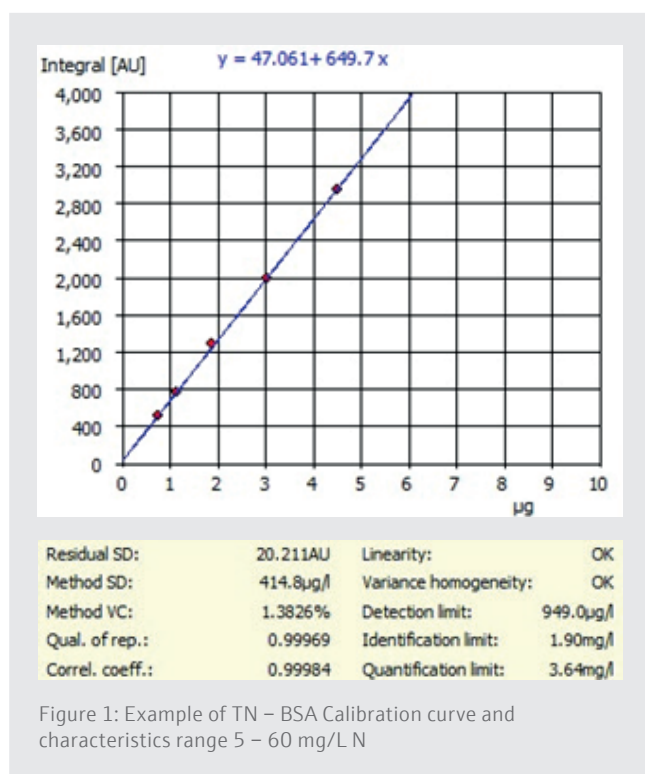 Integral [AU]
y = 47.061+ 649.7 x
4,000
3,600
3,200
2,800
2,400
2,000
1,600
1,200
800
400
0
0 1 2 3 4 5 6 7 8 9 10
µg
Residual SD: 20.211AU Linearity: OK
Method SD: 414.8µg/l Variance homogeneity: OK
Method VC: 1.3826% Detection limit: 949.0µg/l
Qual. of rep.: 0.99969 Identification limit: 1.90mg/l
Correl. coeff.: 0.99984 Quantification limit: 3.64mg/l
Figure 1: Example of TN – BSA Calibration curve and
characteristics range 5 – 60 mg/L N